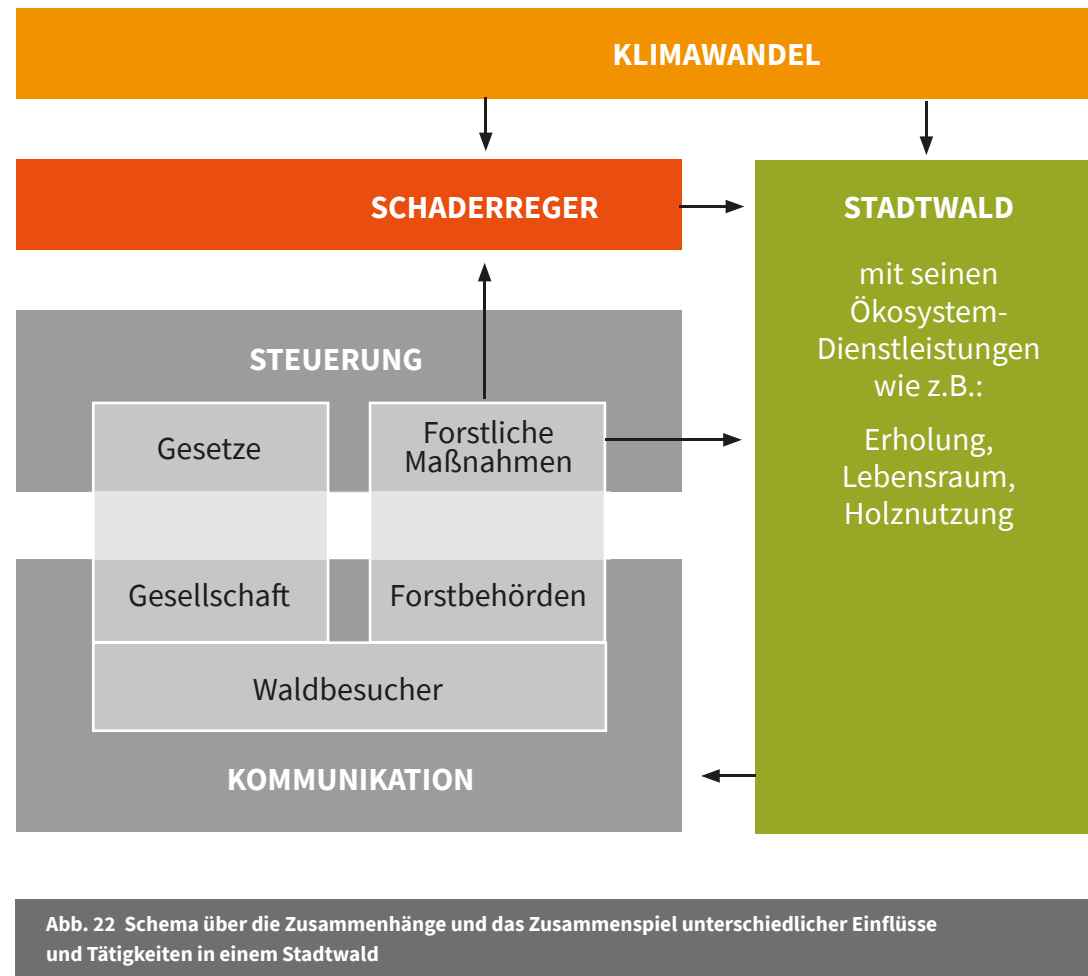 KLIMAWANDEL
SCHADERREGER
STADTWALD
mit seinen
Ökosystem-
Dienstleistungen
wie z.B.:
Erholung,
Lebensraum,
Holznutzung
STEUERUNG
Gesetze
Forstliche
Maßnahmen
Gesellschaft
Forstbehörden
Waldbesucher
KOMMUNIKATION
Abb. 22 Schema über die Zusammenhänge und das Zusammenspiel unterschiedlicher Einflüsse
und Tätigkeiten in einem Stadtwald